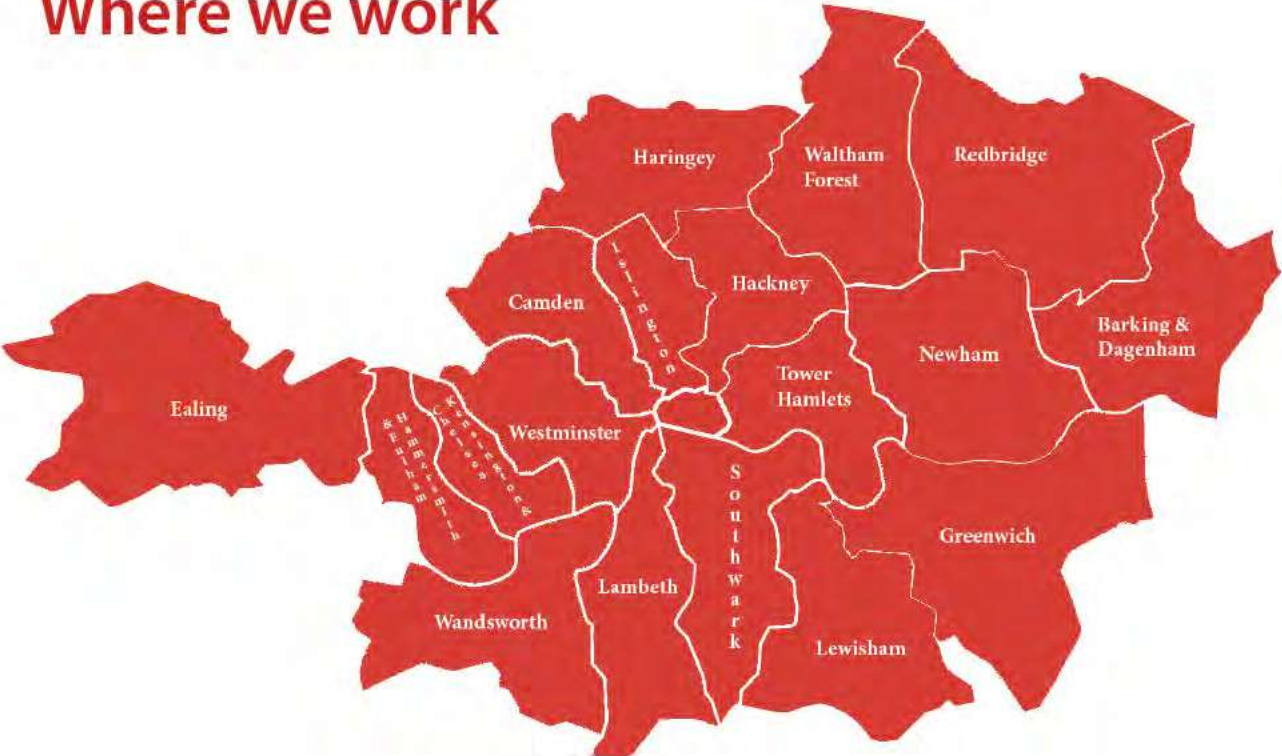 Where we work
Haringey
Waltham
Forest
Redbridge
Islington
Hackney
Camden
Barking &
Dagenham
Newham
Tower
Hamlets
Ealing
Westminster
Kensington &
Chelsea
Hammersmith
& Fulham
Southwark
Greenwich
Lambeth
Wandsworth
Lewisham